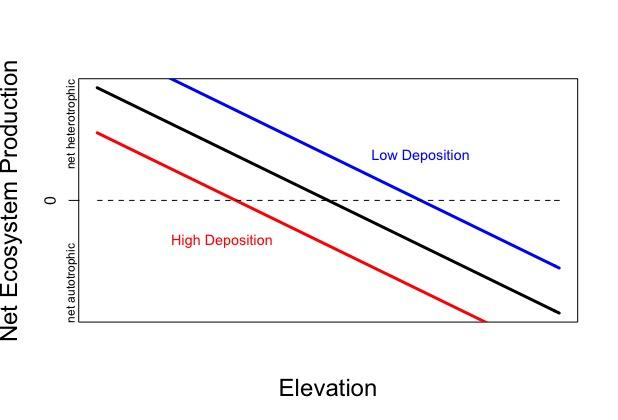 Net Ecosystem Production
net heterotrophic
0
net autotrophic
Low Deposition
High Deposition
Elevation